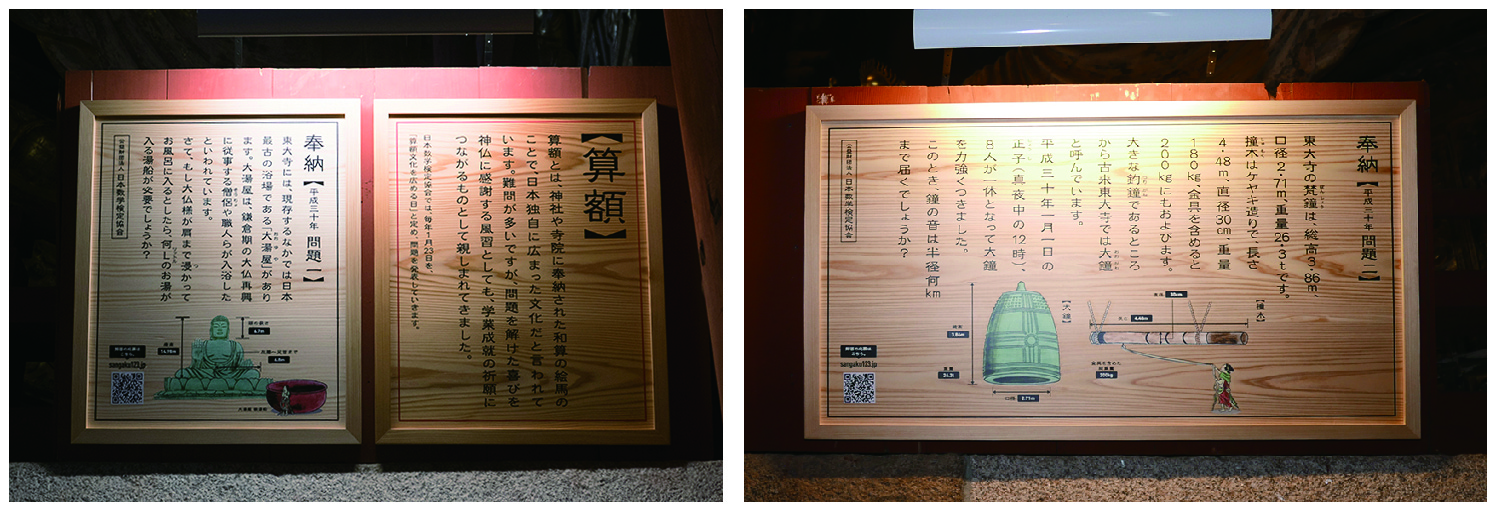 【算額】
算額とは、神社や寺院に奉納された和算の絵馬の
ことで、日本独自に広まった文化だと言われて
います。難問が多いですが、問題を解けた喜びを
神仏に感謝する風習としても、学業成就の祈願に
つながるものとして親しまれてきました。
日本数学検定協会では、毎年1月23日を、
「算額文化を広める日」と定め、問題を発表しています。
奉納【平成三十年 問題一】
東大寺には、現存するなかでは日本
最古の浴場である「大湯屋」があり
ます。大湯屋は、鎌倉期の大仏再興
に従事する僧侶や職人らが入浴した
といわれています。
さて、もし大仏様が肩まで浸かって
お風呂に入るとしたら、何Lのお湯が
入る湯船が必要でしょうか?
公益財団法人 日本数学検定協会
sangaku123.jp
奉納【平成三十年 問題二】
東大寺の梵鐘は総高3.86m、
口径2.71m、重量26.3tです。
撞木はケヤキ造りで、長さ
4.48m、直径30cm、重量
180kg、金具を含めると
200kgにもおよびます。
大きな釣鐘であるところ
から古来東大寺では大鐘
と呼んでいます。
平成三十年一月一日の
正子(真夜中の12時)、
8人が一体となって大鐘
を力強くつきました。
このとき、鐘の音は半径何km
まで届くでしょうか?
公益財団法人 日本数学検定協会
【撞木】
直径 30cm
長さ 4.48m
【大鐘】
口径 2.71m
sangaku123.jp